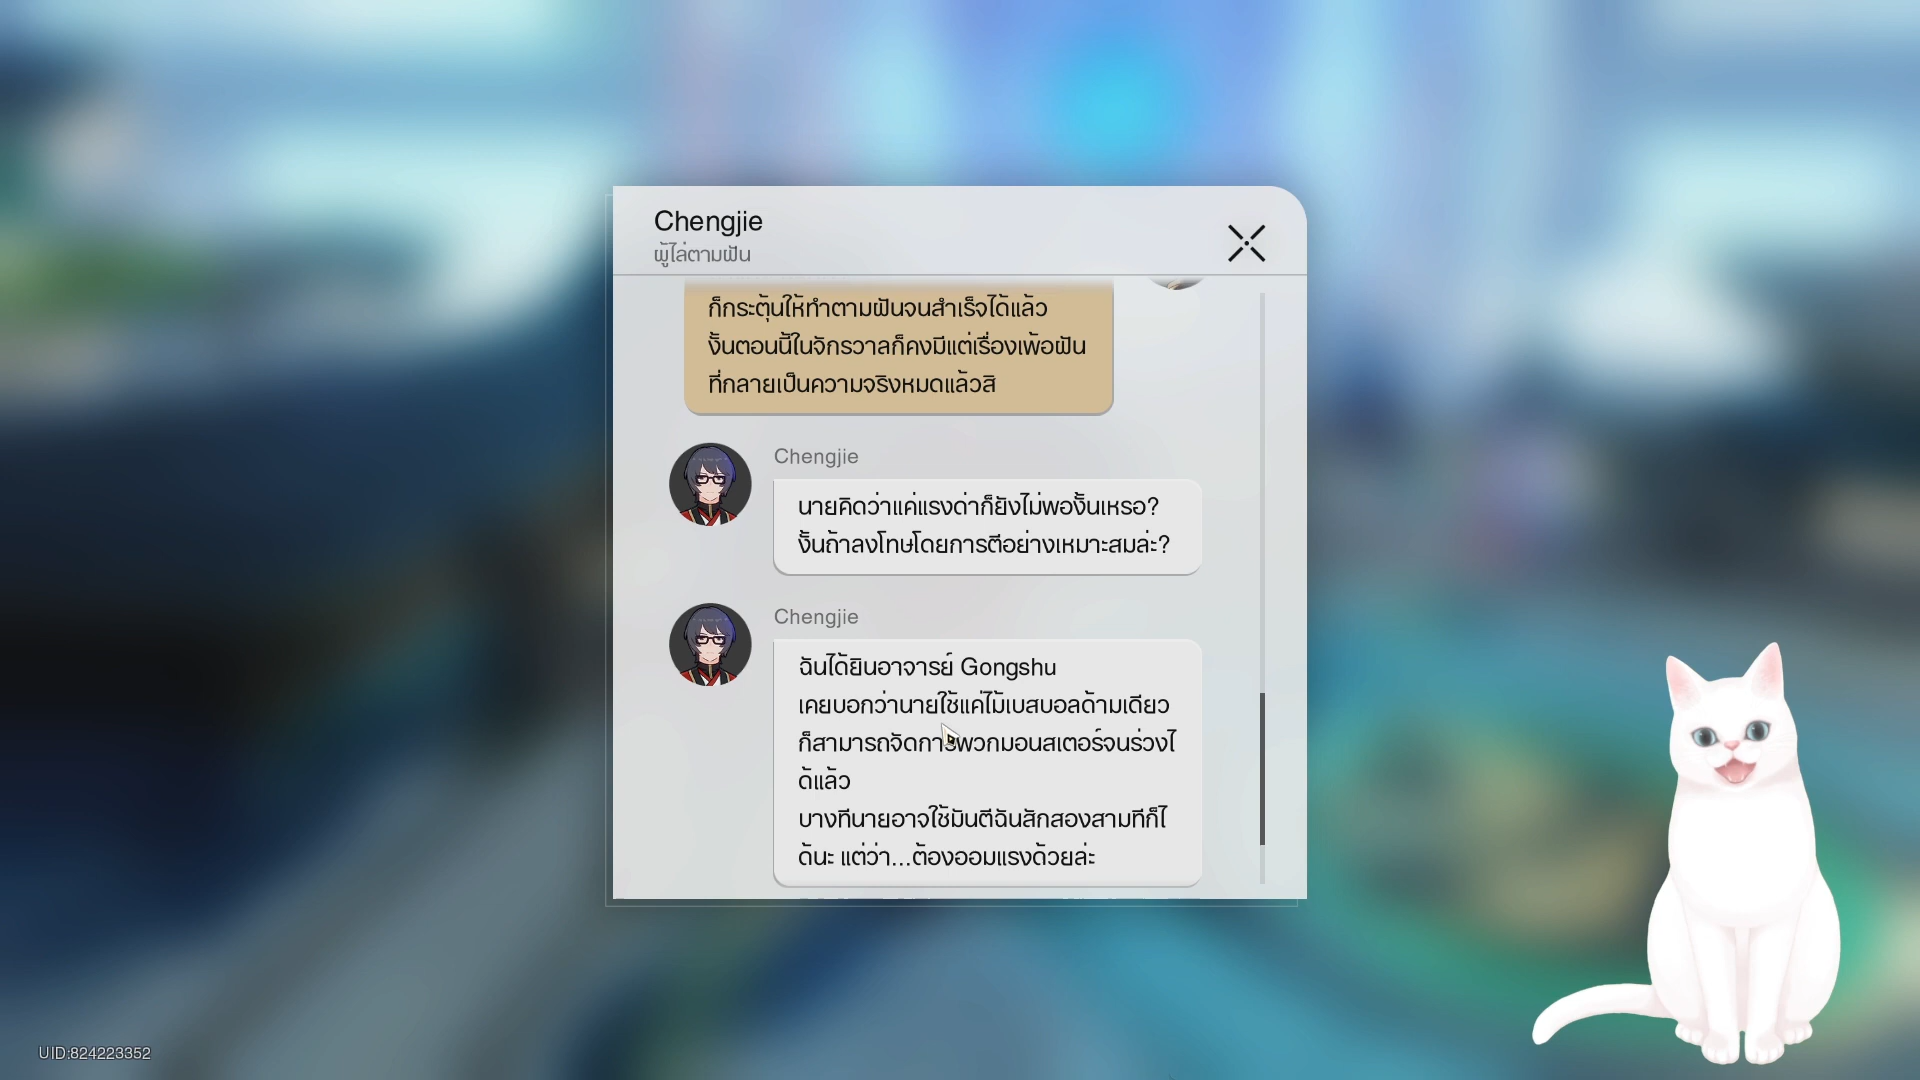 Chengjie
ผู้ไล่ตามฝัน
ก็กระตุ้นให้ทำตามฝันจนสำเร็จได้แล้ว
งั้นตอนนี้ในจักรวาลก็คงมีแต่เรื่องเพ้อฝัน
ที่กลายเป็นความจริงหมดแล้วสิ
Chengjie
นายคิดว่าแค่แรงด่าก็ยังไม่พองั้นเหรอ?
งั้นถ้าลงโทษโดยการตีอย่างเหมาะสมล่ะ?
Chengjie
ฉันได้ยินอาจารย์ Gongshu
เคยบอกว่านายใช้แค่ไม้เบสบอลด้ามเดียว
ก็สามารถจัดการพวกมอนสเตอร์จนร่วงไ
ด้แล้ว
บางทีนายอาจใช้มันตีฉันสักสองสามทีก็ไ
ด้นะ แต่ว่า...ต้องออมแรงด้วยล่ะ
UID:824223352